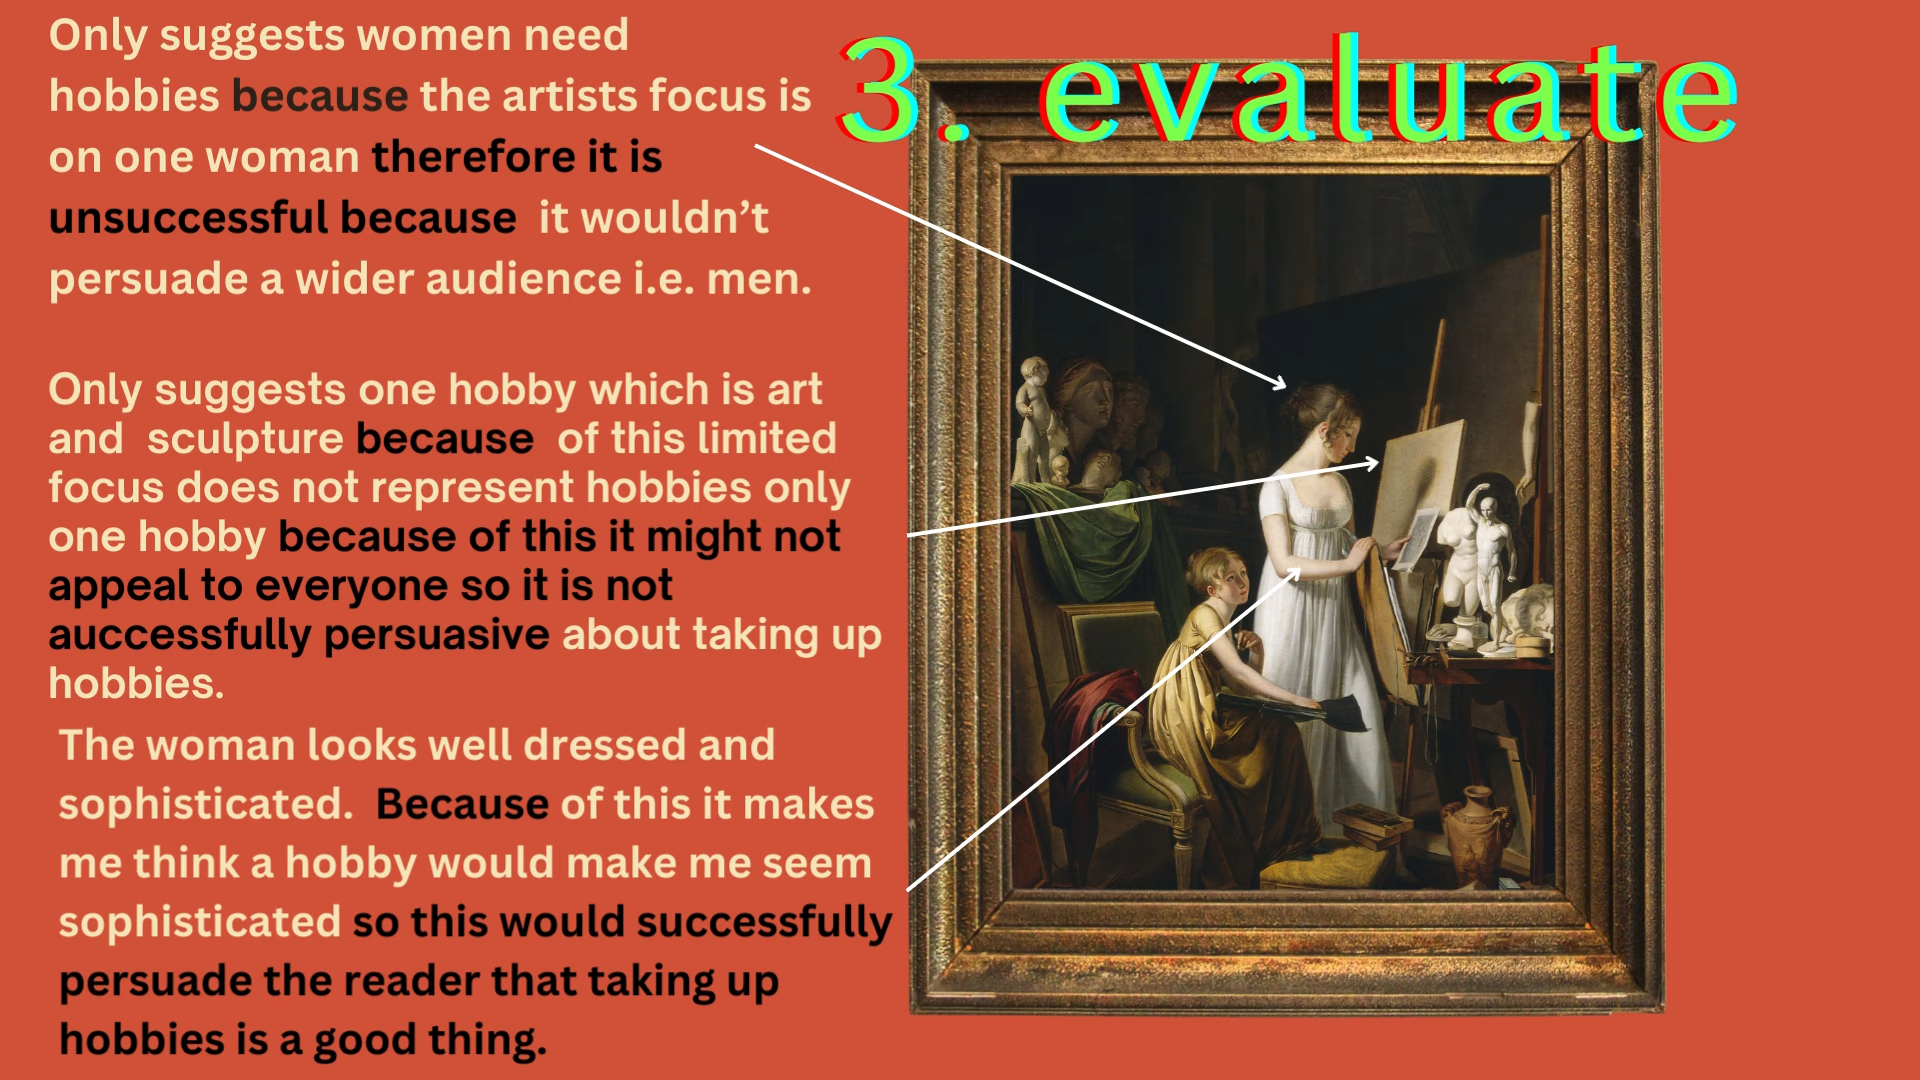 3. evaluate
Only suggests women need
hobbies because the artists focus is
on one woman therefore it is
unsuccessful because it wouldn’t
persuade a wider audience i.e. men.
Only suggests one hobby which is art
and sculpture because of this limited
focus does not represent hobbies only
one hobby because of this it might not
appeal to everyone so it is not
auccessfully persuasive about taking up
hobbies.
The woman looks well dressed and
sophisticated. Because of this it makes
me think a hobby would make me seem
sophisticated so this would successfully
persuade the reader that taking up
hobbies is a good thing.